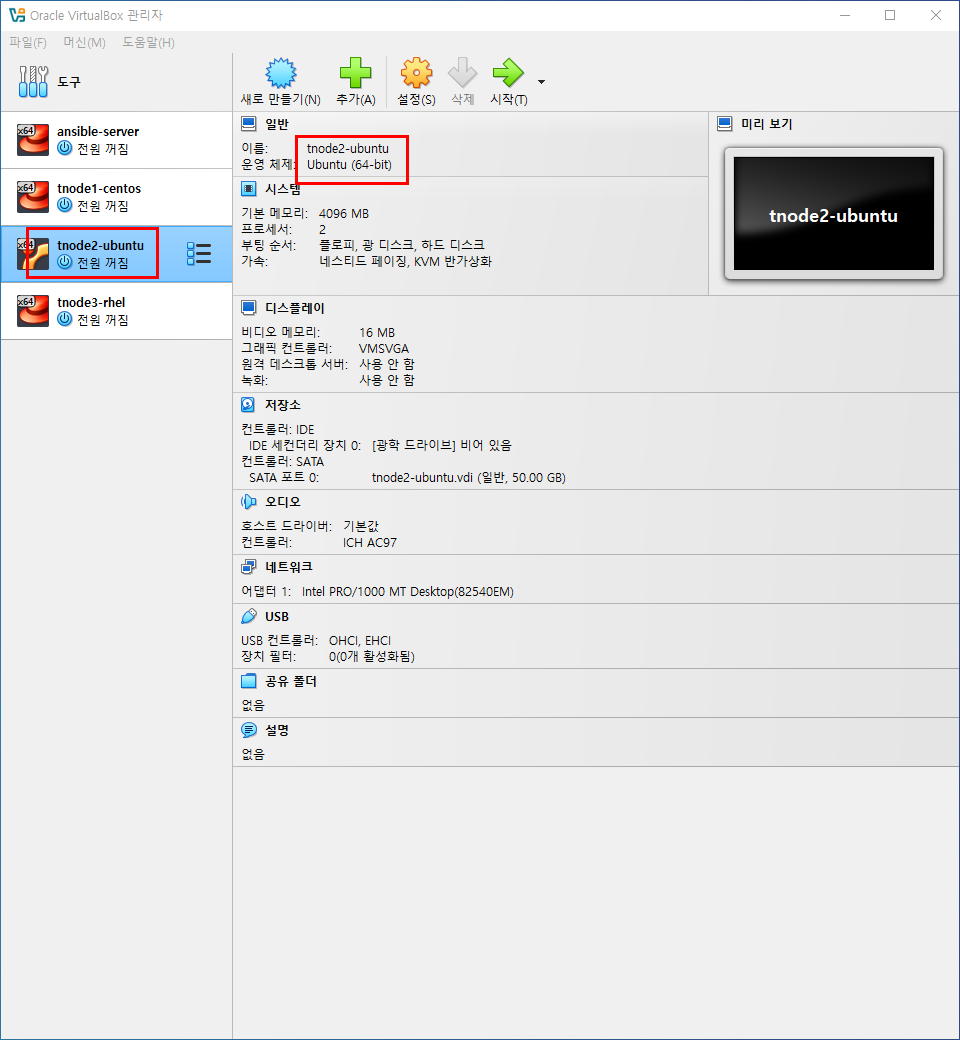 Oracle VirtualBox 관리자
파일(F) 머신(M) 도움말(H)
도구
새로 만들기(N) 추가(A) 설정(S) 삭제 시작(T)
x64 ansible-server
전원 꺼짐
x64 tnode1-centos
전원 꺼짐
x64 tnode2-ubuntu
전원 꺼짐
x64 tnode3-rhel
전원 꺼짐
일반
이름: tnode2-ubuntu
운영 체제: Ubuntu (64-bit)
미리 보기
tnode2-ubuntu
시스템
기본 메모리: 4096 MB
프로세서: 2
부팅 순서: 플로피, 광 디스크, 하드 디스크
가속: 네스티드 페이징, KVM 반가상화
디스플레이
비디오 메모리: 16 MB
그래픽 컨트롤러: VMSVGA
원격 데스크톱 서버: 사용 안 함
녹화: 사용 안 함
저장소
컨트롤러: IDE
IDE 세컨더리 장치 0: [광학 드라이브] 비어 있음
컨트롤러: SATA
SATA 포트 0: tnode2-ubuntu.vdi (일반, 50.00 GB)
오디오
호스트 드라이버: 기본값
컨트롤러: ICH AC97
네트워크
어댑터 1: Intel PRO/1000 MT Desktop(82540EM)
USB
USB 컨트롤러: OHCI, EHCI
장치 필터: 0(0개 활성화됨)
공유 폴더
없음
설명
없음